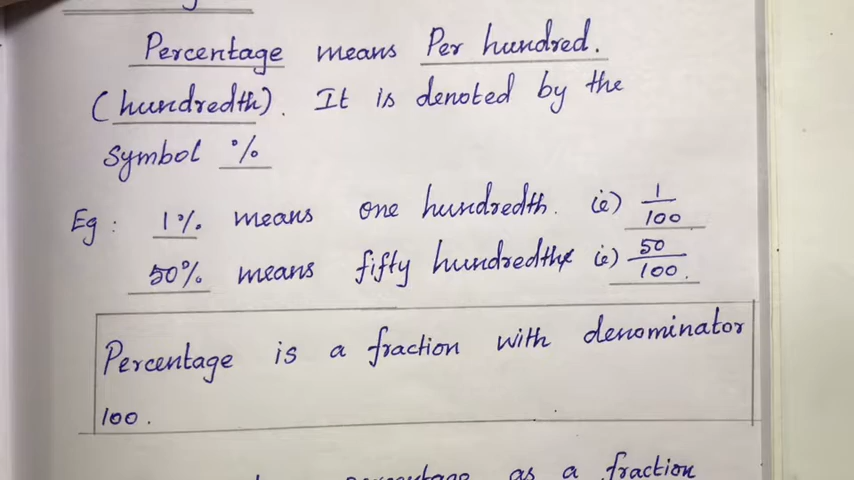 Percentage means Per hundred.
(hundredth). It is denoted by the
symbol %
Eg: 1% means one hundredth. ie) 1/100
50% means fifty hundredths ie) 50/100.
Percentage is a fraction with denominator
100.
percentage as a fraction